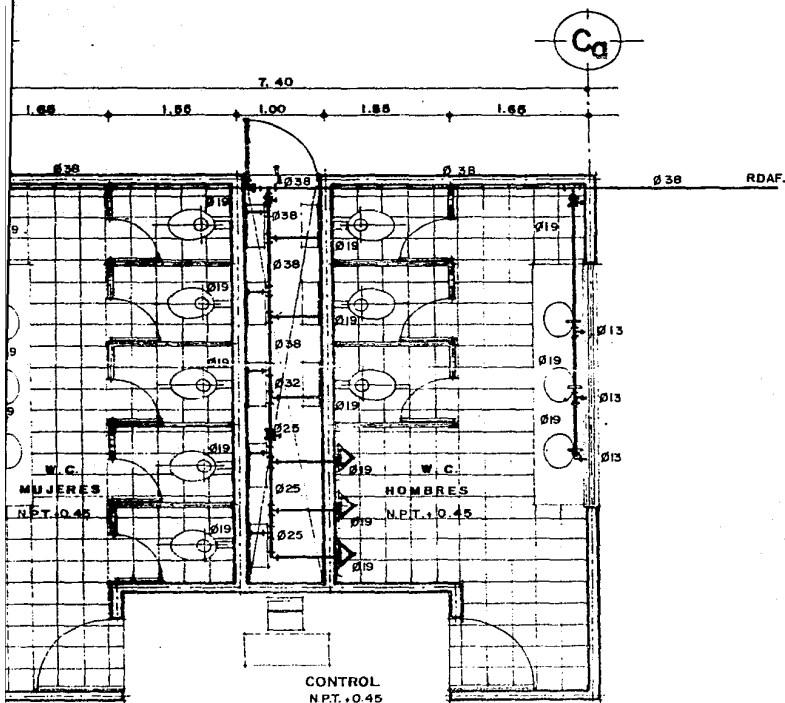 Ca
7.40
1.65 1.55 1.00 1.85 1.65
Ø38 Ø38 Ø38 Ø38 RDAF.
Ø19 Ø38 Ø19 Ø19
Ø38
Ø19 Ø19
Ø38 Ø19 Ø13
Ø19 Ø32
Ø19 Ø13
Ø25 Ø19
Ø19 Ø19 Ø13
W.C.
MUJERES
N.P.T.+0.45
W.C.
HOMBRES
N.P.T.+0.45
Ø25
Ø19 Ø19
Ø25
Ø19
CONTROL
N.P.T.+0.45